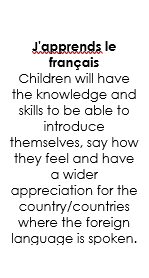 J'apprends le
français
Children will have
the knowledge and
skills to be able to
introduce
themselves, say how
they feel and have
a wider
appreciation for the
country/countries
where the foreign
language is spoken.